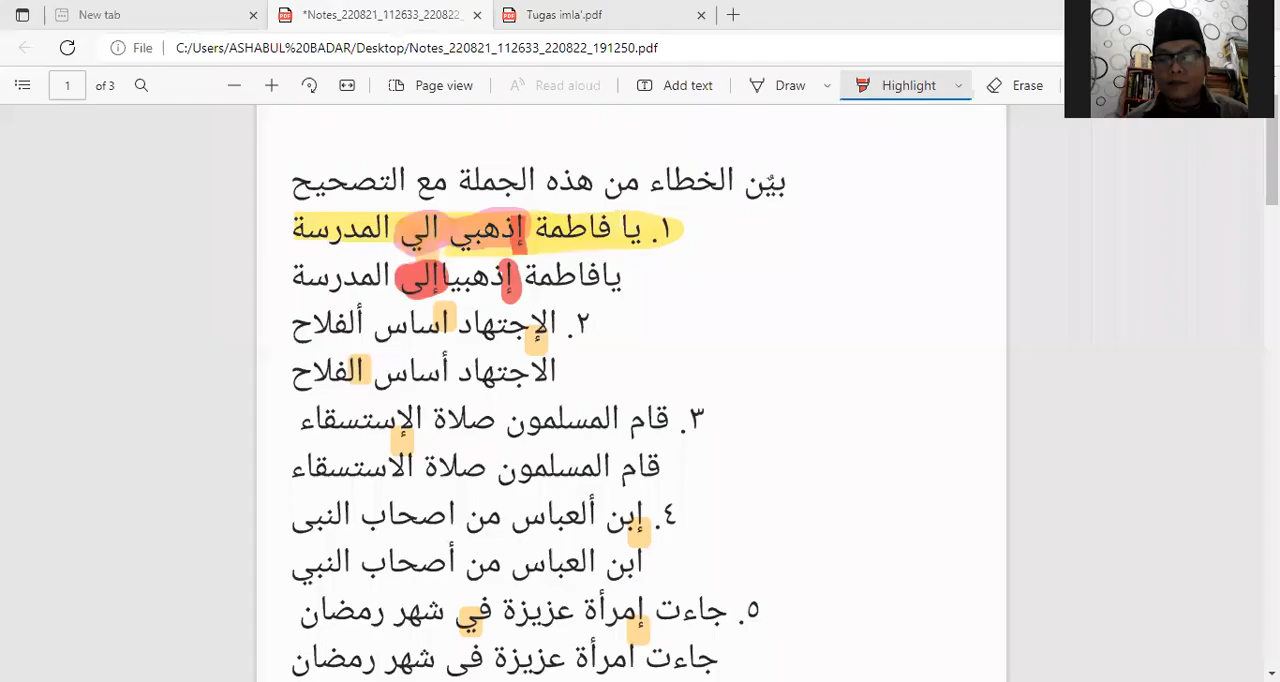 New tab
*Notes_220821_112633_220822_
Tugas imla'.pdf
File C:/Users/ASHABUL%20BADAR/Desktop/Notes_220821_112633_220822_191250.pdf
1 of 3 Page view Read aloud Add text Draw Highlight Erase
بيّن الخطاء من هذه الجملة مع التصحيح
١. يا فاطمة إذهبي الي المدرسة
يافاطمة إذهبياإلى المدرسة
٢. الإجتهاد اساس ألفلاح
الاجتهاد أساس الفلاح
٣. قام المسلمون صلاة الإستسقاء
قام المسلمون صلاة الاستسقاء
٤. إبن ألعباس من اصحاب النبى
ابن العباس من أصحاب النبي
٥. جاءت إمرأة عزيزة في شهر رمضان
جاءت امرأة عزيزة فى شهر رمضان